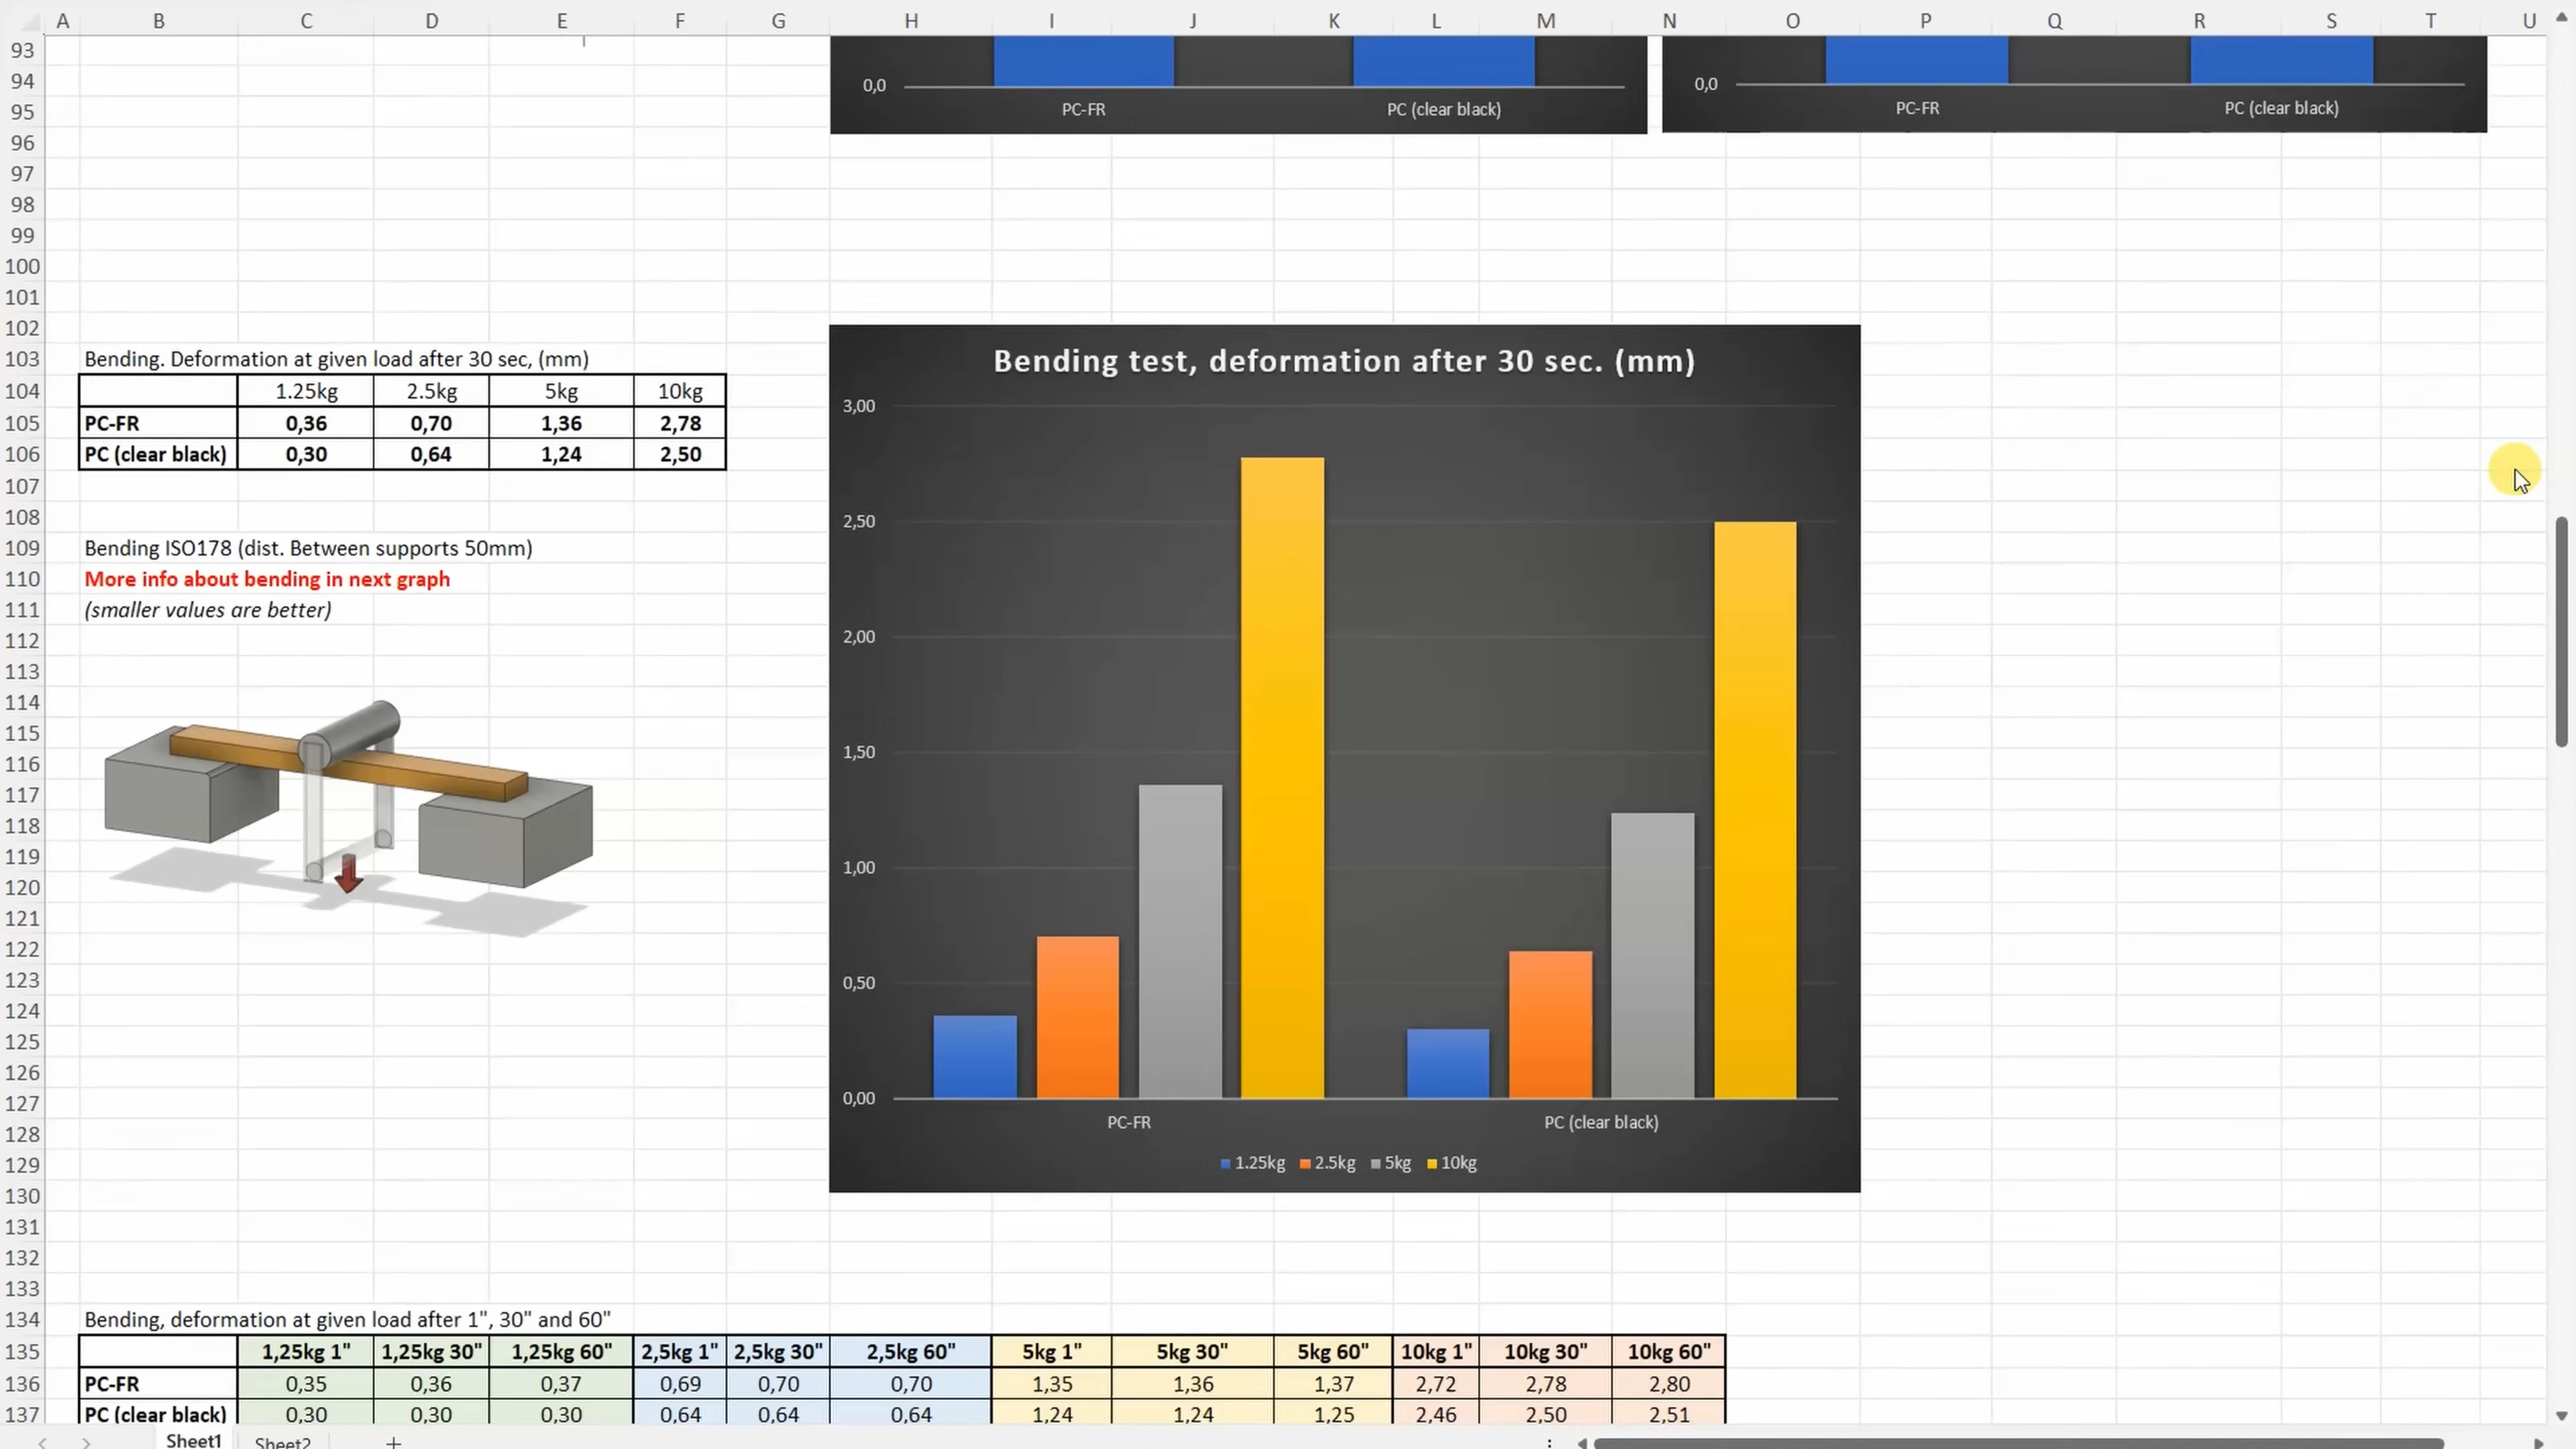 A B C D E F G H I J K L M N O P Q R S T U
93
94 0,0 0,0
95 PC-FR PC (clear black) PC-FR PC (clear black)
96
97
98
99
100
101
102
103 Bending. Deformation at given load after 30 sec, (mm)
104 1.25kg 2.5kg 5kg 10kg
105 PC-FR 0,36 0,70 1,36 2,78
106 PC (clear black) 0,30 0,64 1,24 2,50
107
108
109 Bending ISO178 (dist. Between supports 50mm)
110 More info about bending in next graph
111 (smaller values are better)
112
113
114
115
116
117
118
119
120
121
122
123
124
125
126
127
128
129
130
131
132
133
Bending test, deformation after 30 sec. (mm)
3,00
2,50
2,00
1,50
1,00
0,50
0,00
PC-FR PC (clear black)
1.25kg 2.5kg 5kg 10kg
134 Bending, deformation at given load after 1", 30" and 60"
135 1,25kg 1" 1,25kg 30" 1,25kg 60" 2,5kg 1" 2,5kg 30" 2,5kg 60" 5kg 1" 5kg 30" 5kg 60" 10kg 1" 10kg 30" 10kg 60"
136 PC-FR 0,35 0,36 0,37 0,69 0,70 0,70 1,35 1,36 1,37 2,72 2,78 2,80
137 PC (clear black) 0,30 0,30 0,30 0,64 0,64 0,64 1,24 1,24 1,25 2,46 2,50 2,51
Sheet1 Sheet2 +